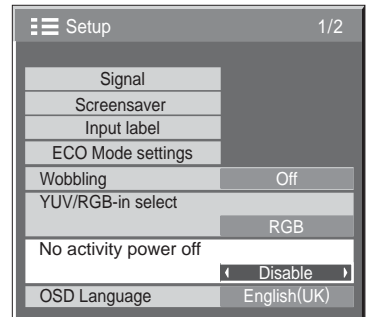 Setup 1/2
Signal
Screensaver
Input label
ECO Mode settings
Wobbling Off
YUV/RGB-in select
RGB
No activity power off
Disable
OSD Language English(UK)